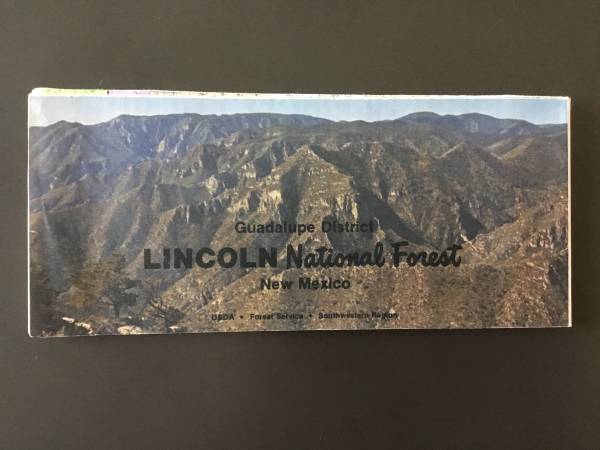 Guadalupe District
LINCOLN National Forest
New Mexico
USDA • Forest Service • Southwestern Region